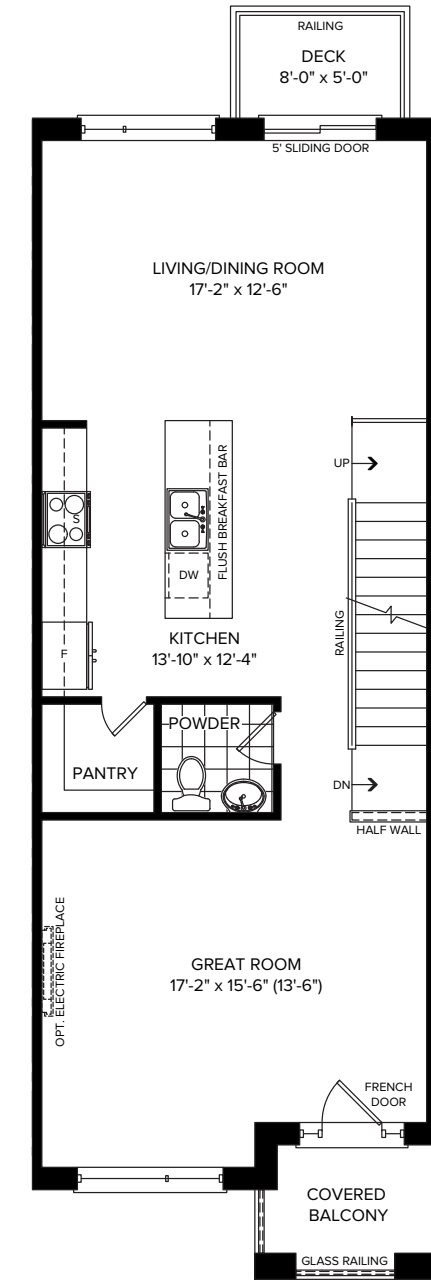 RAILING
DECK
8'-0" x 5'-0"
5' SLIDING DOOR
LIVING/DINING ROOM
17'-2" x 12'-6"
UP
S
FLUSH BREAKFAST BAR
DW
RAILING
F
KITCHEN
13'-10" x 12'-4"
POWDER
PANTRY
DN
HALF WALL
OPT. ELECTRIC FIREPLACE
GREAT ROOM
17'-2" x 15'-6" (13'-6")
FRENCH
DOOR
COVERED
BALCONY
GLASS RAILING